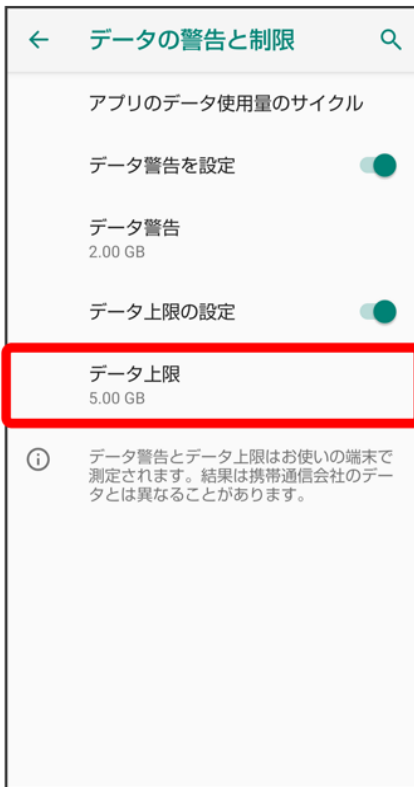 データの警告と制限
アプリのデータ使用量のサイクル
データ警告を設定
データ警告
2.00 GB
データ上限の設定
データ上限
5.00 GB
データ警告とデータ上限はお使いの端末で
測定されます。結果は携帯通信会社のデー
タとは異なることがあります。